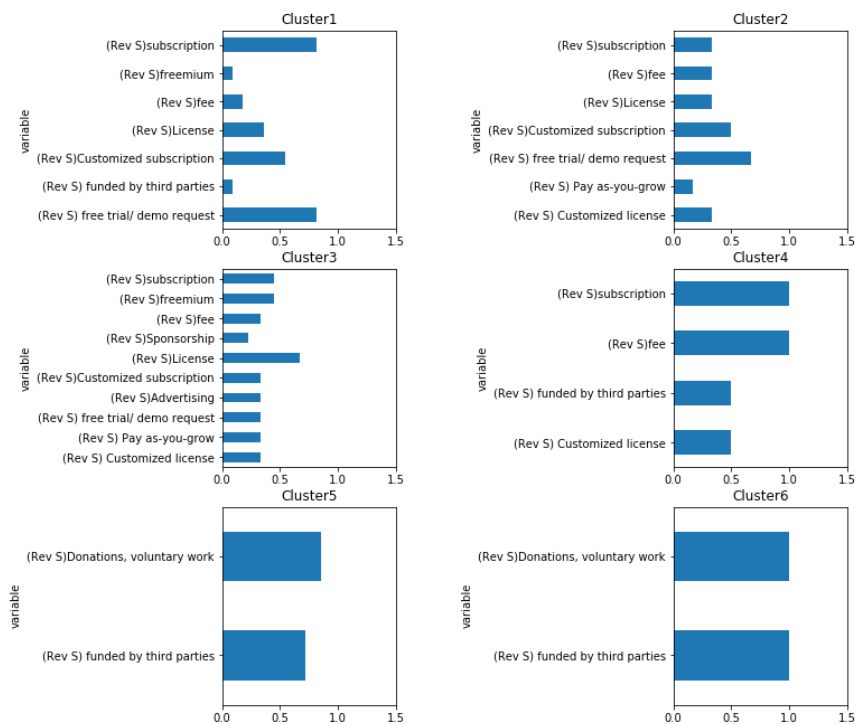 Cluster1
variable
(Rev S)subscription
(Rev S)freemium
(Rev S)fee
(Rev S)License
(Rev S)Customized subscription
(Rev S) funded by third parties
(Rev S) free trial/ demo request
0.0 0.5 1.0 1.5
Cluster2
variable
(Rev S)subscription
(Rev S)fee
(Rev S)License
(Rev S)Customized subscription
(Rev S) free trial/ demo request
(Rev S) Pay as-you-grow
(Rev S) Customized license
0.0 0.5 1.0 1.5
Cluster3
variable
(Rev S)subscription
(Rev S)freemium
(Rev S)fee
(Rev S)Sponsorship
(Rev S)License
(Rev S)Customized subscription
(Rev S)Advertising
(Rev S) free trial/ demo request
(Rev S) Pay as-you-grow
(Rev S) Customized license
0.0 0.5 1.0 1.5
Cluster4
variable
(Rev S)subscription
(Rev S)fee
(Rev S) funded by third parties
(Rev S) Customized license
0.0 0.5 1.0 1.5
Cluster5
variable
(Rev S)Donations, voluntary work
(Rev S) funded by third parties
0.0 0.5 1.0 1.5
Cluster6
variable
(Rev S)Donations, voluntary work
(Rev S) funded by third parties
0.0 0.5 1.0 1.5